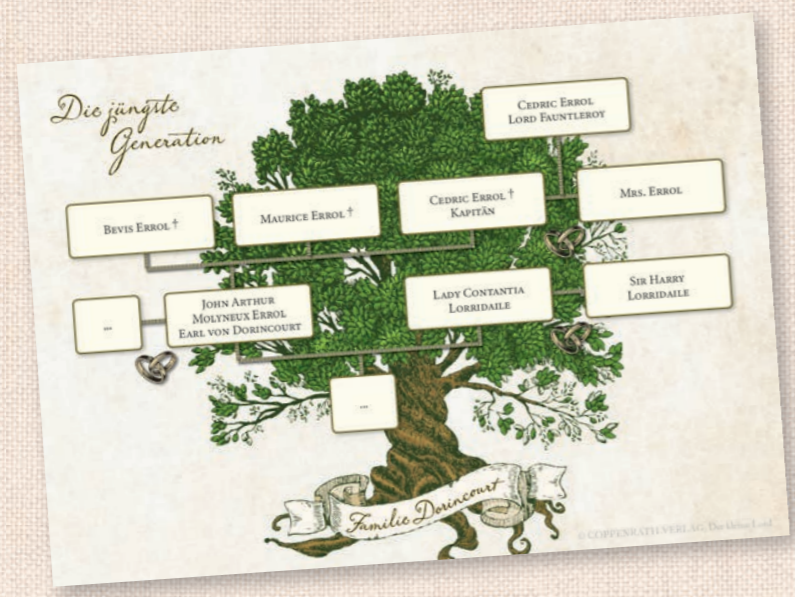 Die jüngste
Generation
Cedric Errol
Lord Fauntleroy
Bevis Errol †
Maurice Errol †
Cedric Errol †
Kapitän
Mrs. Errol
...
John Arthur
Molyneux Errol
Earl von Dorincourt
Lady Contantia
Lorridaile
Sir Harry
Lorridaile
...
Familie Dorincourt
© COPPENRATH VERLAG, Der kleine Lord